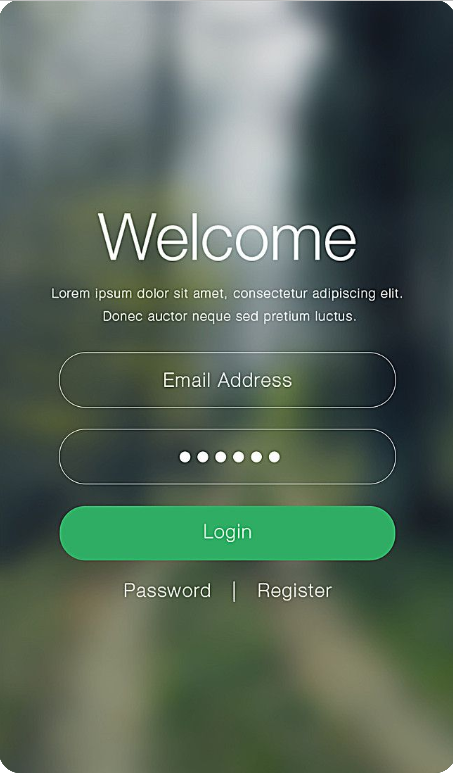 Welcome
Lorem ipsum dolor sit amet, consectetur adipiscing elit.
Donec auctor neque sed pretium luctus.
Email Address
●●●●●●
Login
Password | Register